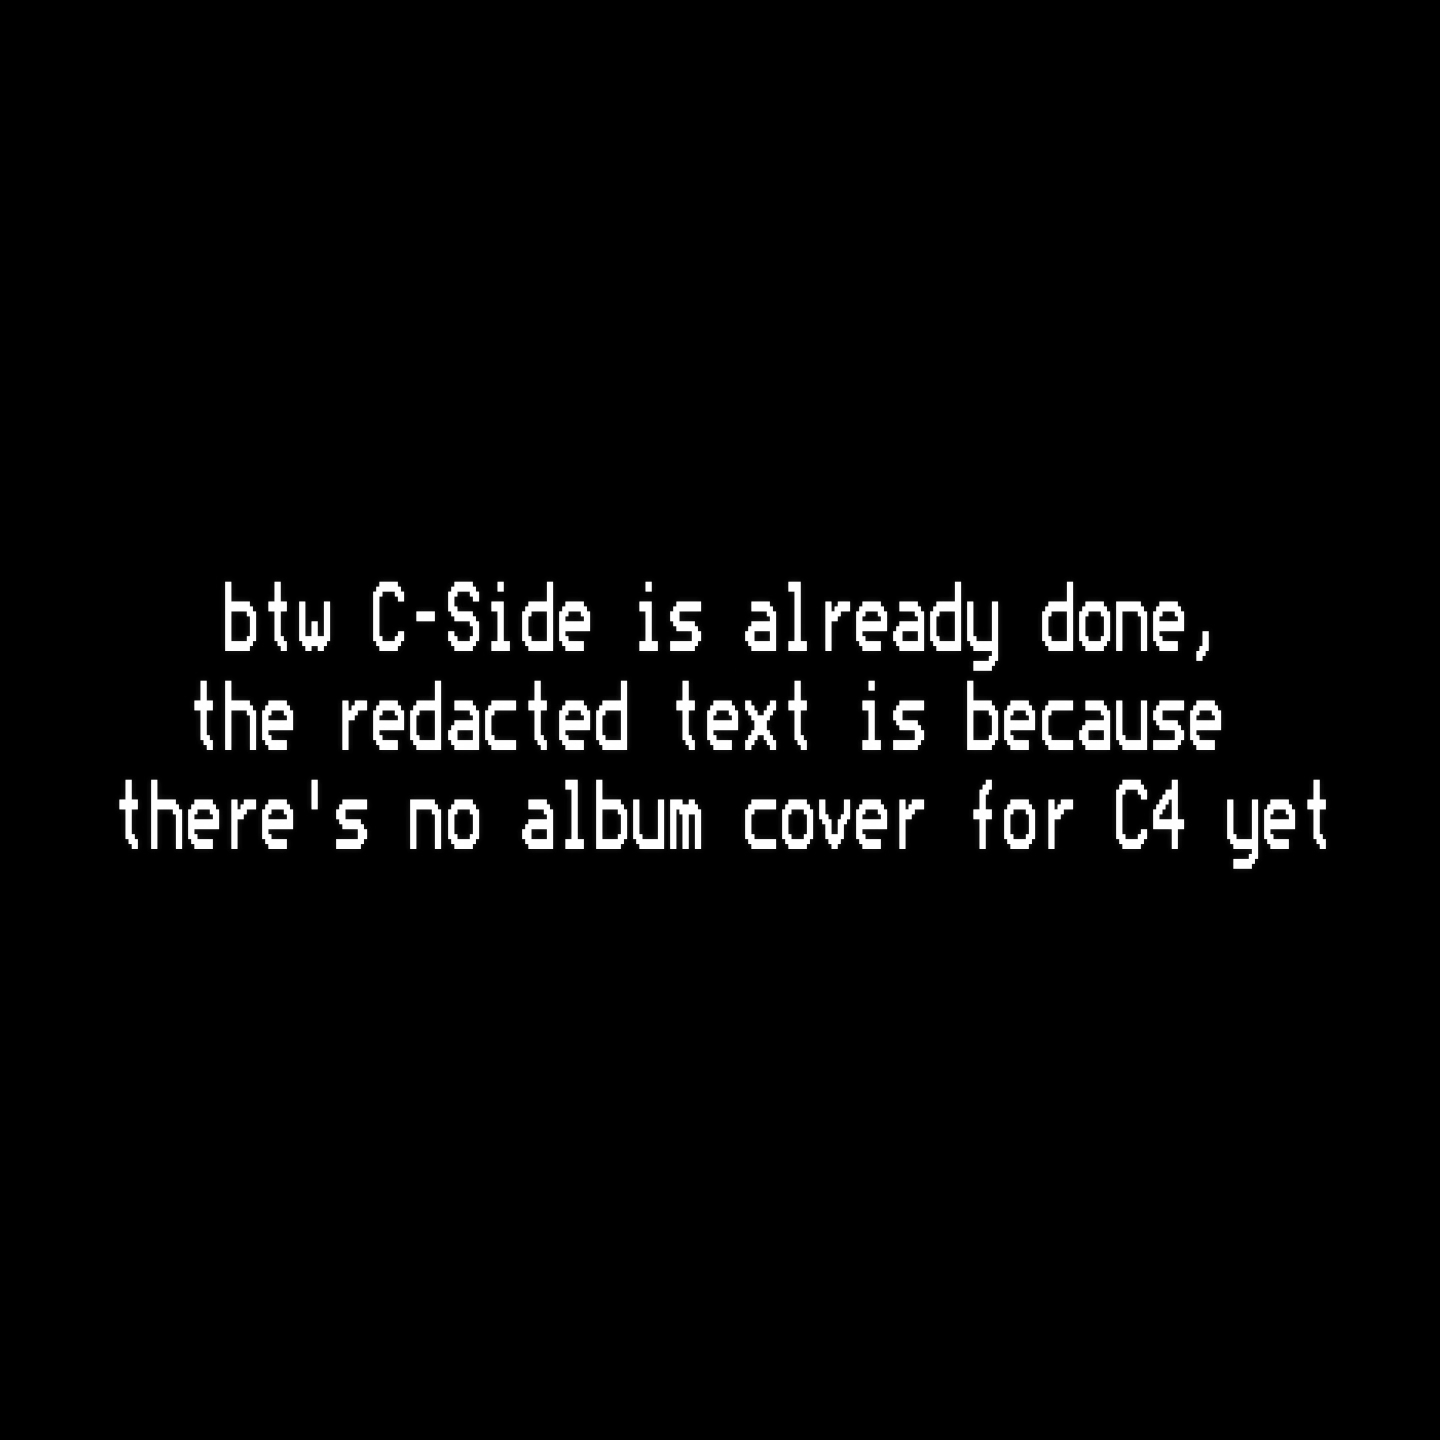 btw C-Side is already done,
the redacted text is because
there's no album cover for C4 yet